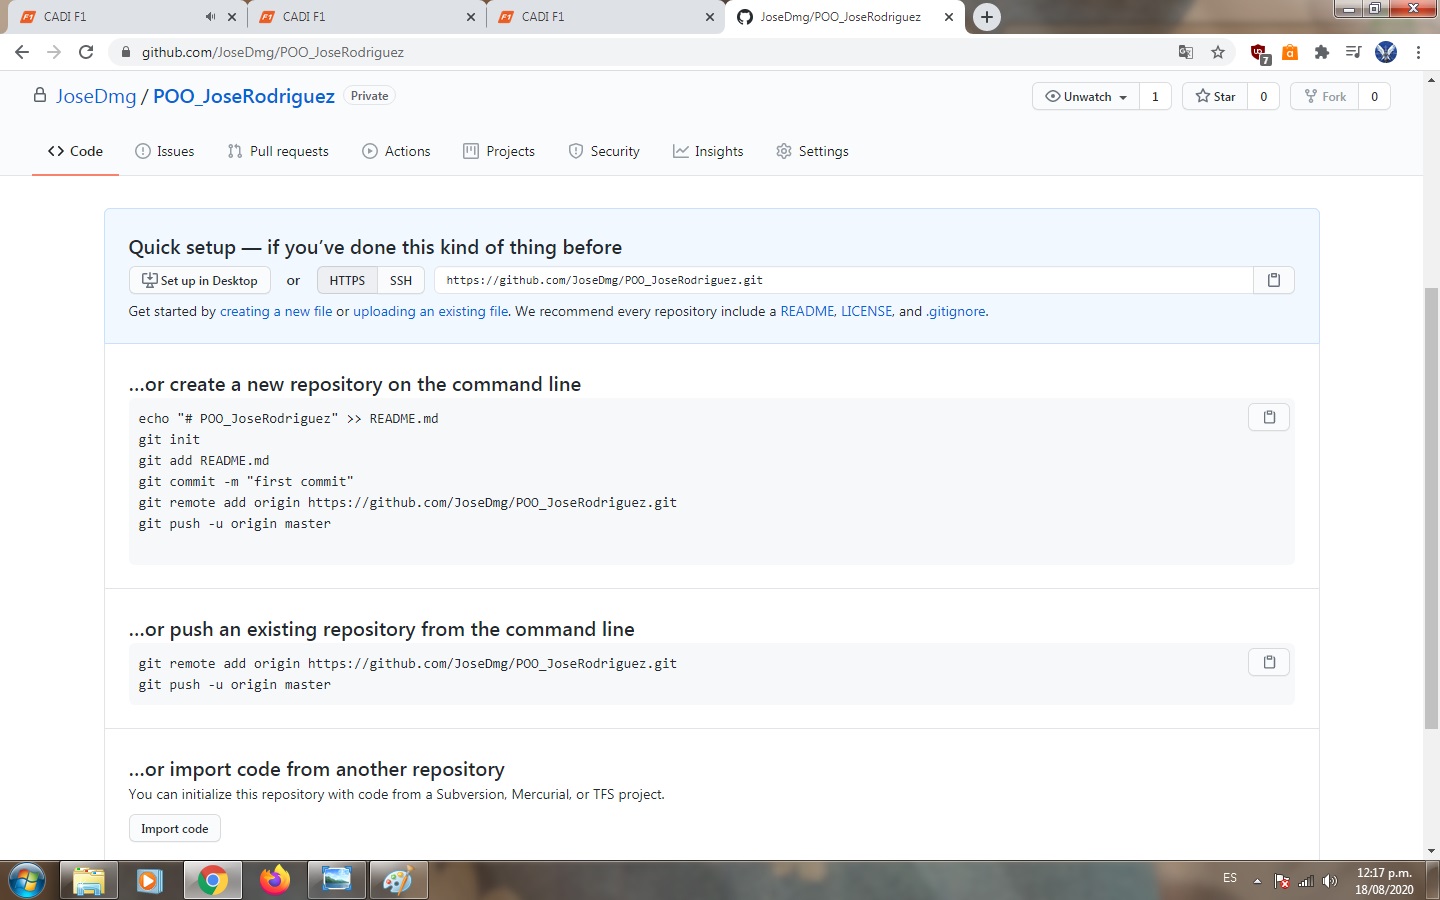 CADI F1
CADI F1
CADI F1
JoseDmg/POO_JoseRodriguez
github.com/JoseDmg/POO_JoseRodriguez
7
JoseDmg / POO_JoseRodriguez Private
Unwatch 1
Star 0
Fork 0
Code
Issues
Pull requests
Actions
Projects
Security
Insights
Settings
Quick setup — if you’ve done this kind of thing before
Set up in Desktop or HTTPS SSH https://github.com/JoseDmg/POO_JoseRodriguez.git
Get started by creating a new file or uploading an existing file. We recommend every repository include a README, LICENSE, and .gitignore.
…or create a new repository on the command line
echo "# POO_JoseRodriguez" >> README.md
git init
git add README.md
git commit -m "first commit"
git remote add origin https://github.com/JoseDmg/POO_JoseRodriguez.git
git push -u origin master
…or push an existing repository from the command line
git remote add origin https://github.com/JoseDmg/POO_JoseRodriguez.git
git push -u origin master
…or import code from another repository
You can initialize this repository with code from a Subversion, Mercurial, or TFS project.
Import code
ES
12:17 p.m.
18/08/2020